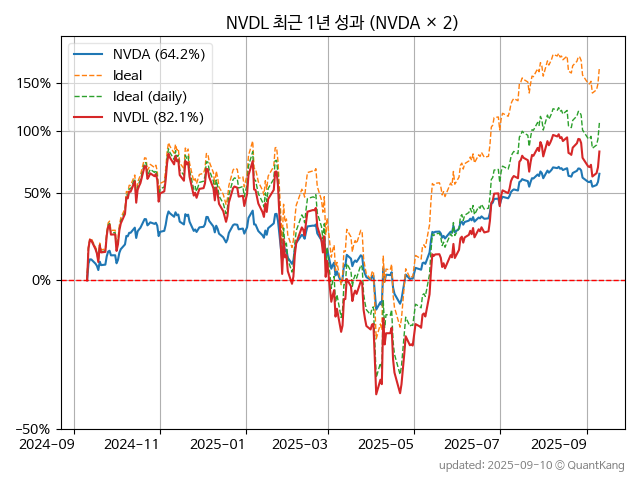 NVDL 최근 1년 성과 (NVDA × 2)
NVDA (64.2%)
Ideal
Ideal (daily)
NVDL (82.1%)
150%
100%
50%
0%
−50%
2024-09 2024-11 2025-01 2025-03 2025-05 2025-07 2025-09
updated: 2025-09-10 © QuantKang